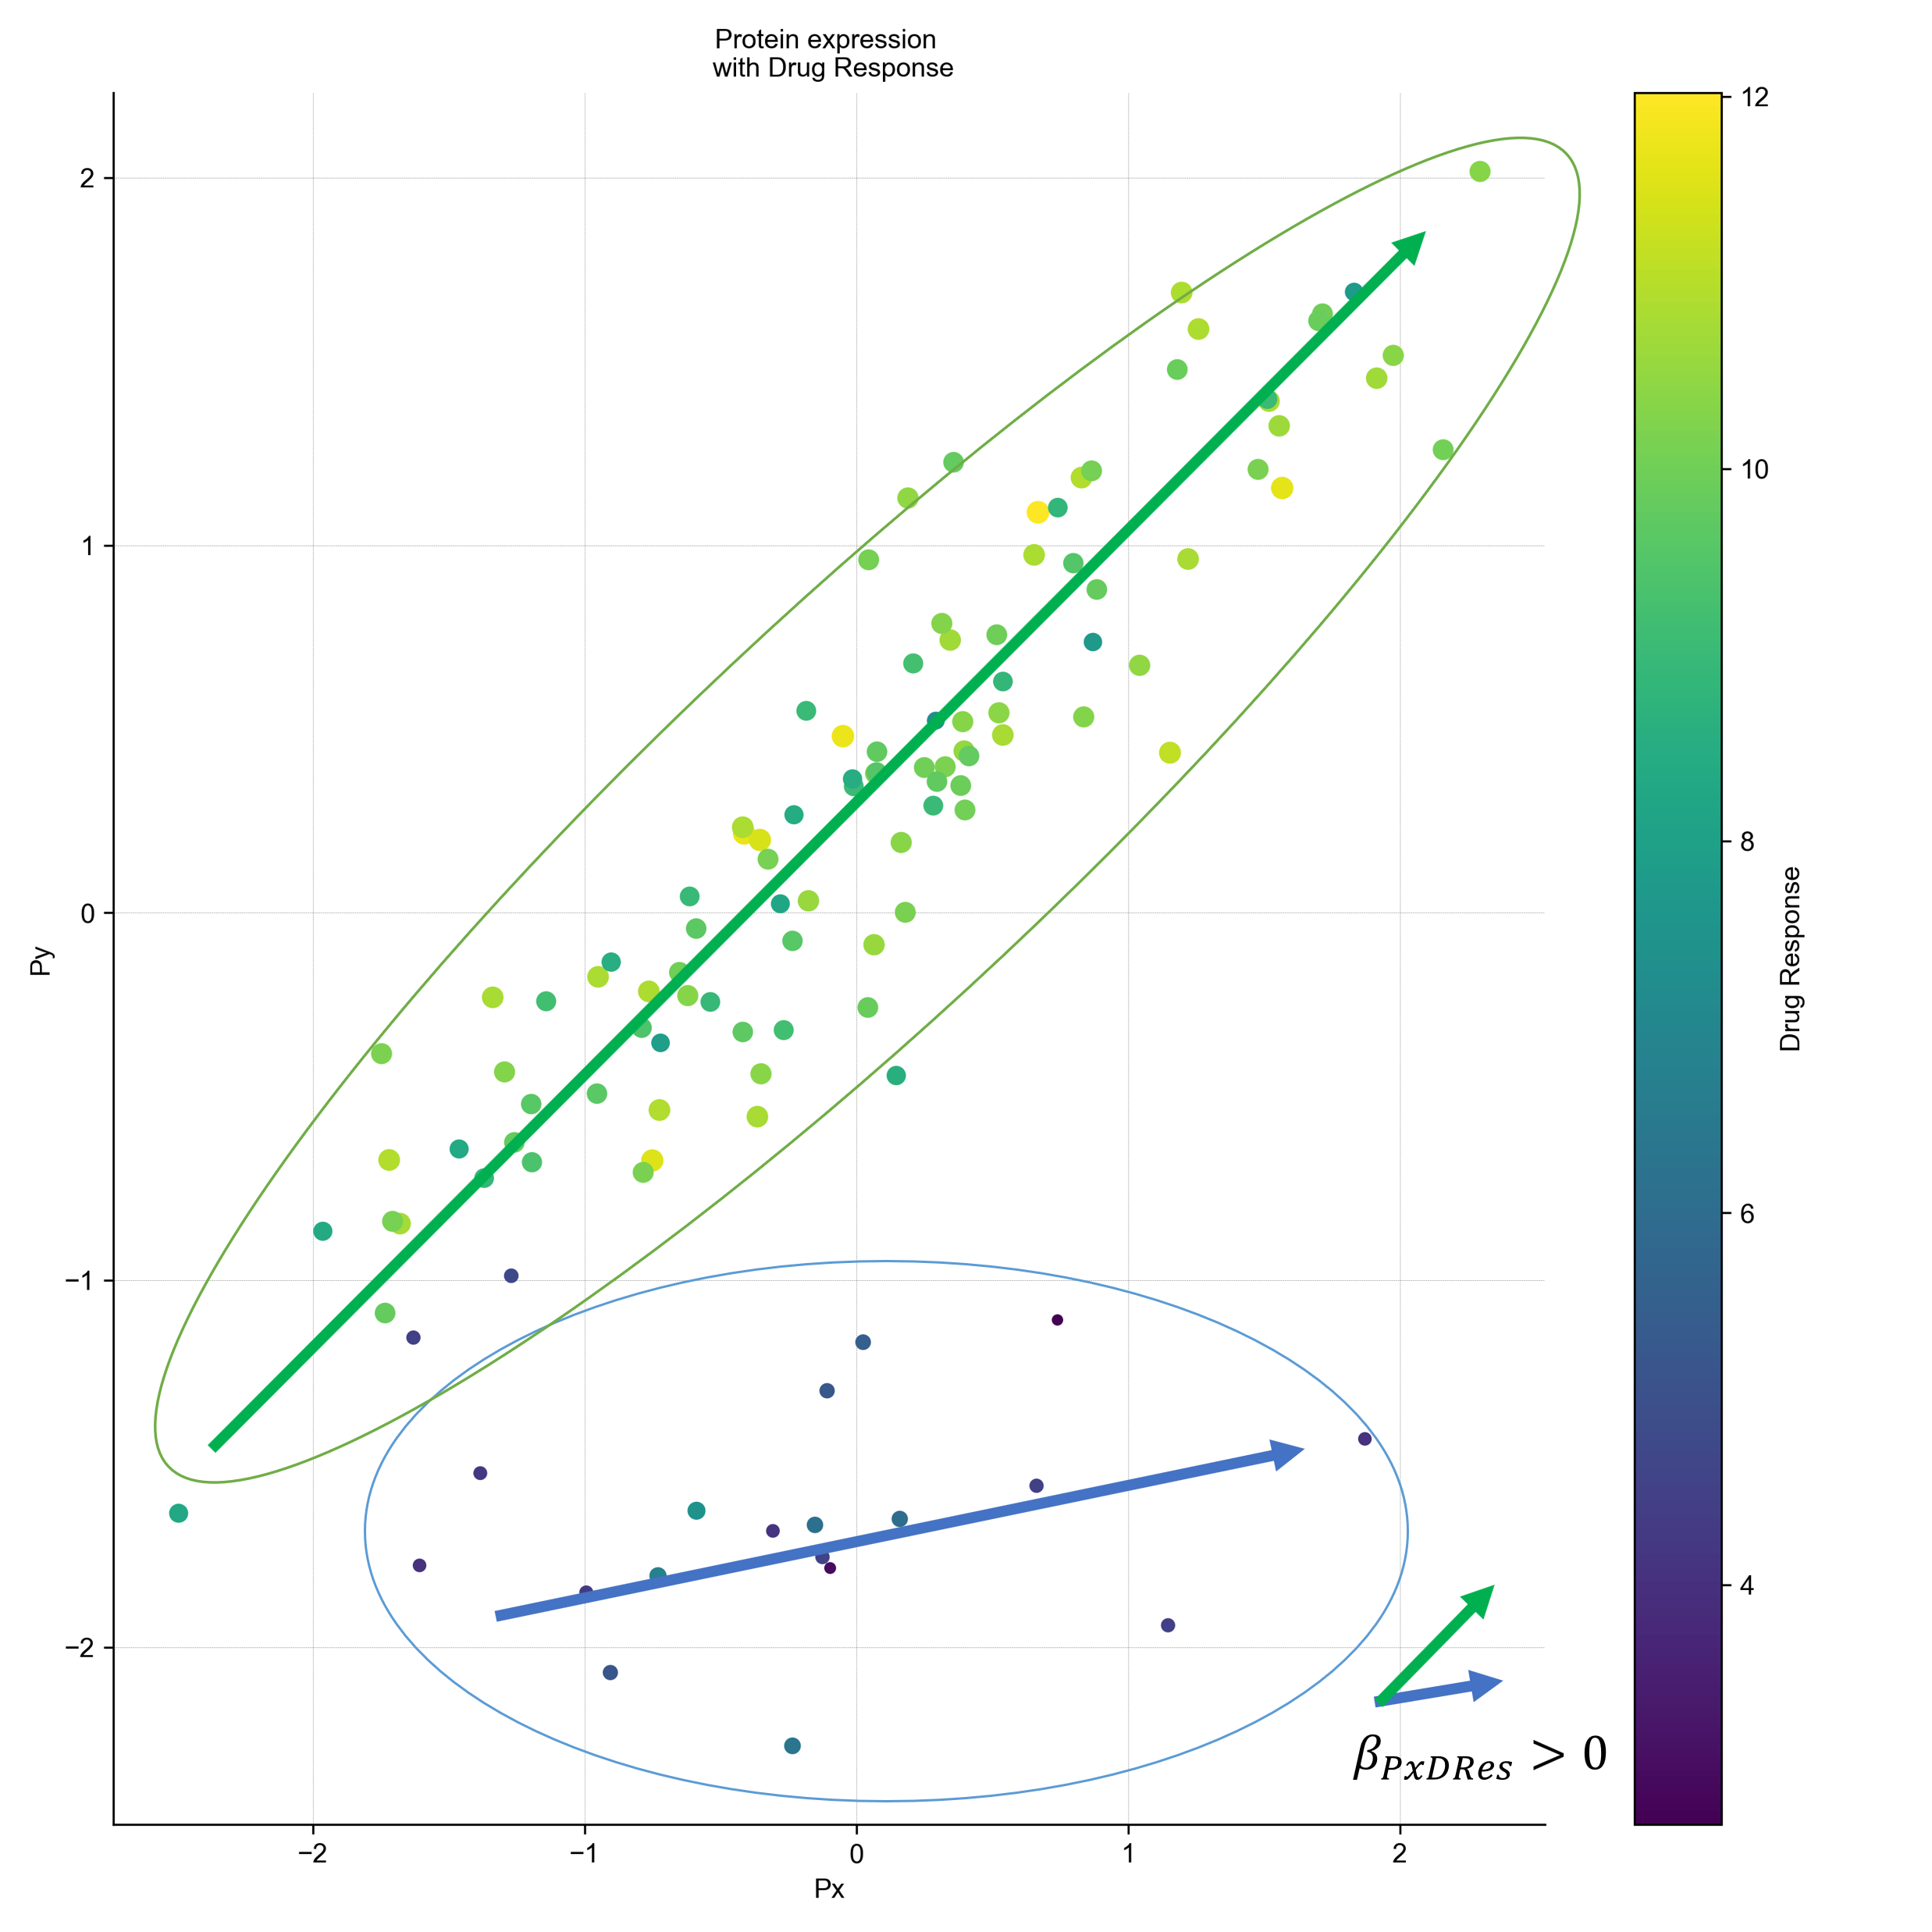 Protein expression
with Drug Response
2
1
0
−1
−2
Py
−2
−1
0
1
2
Px
12
10
8
6
4
Drug Response
βPxDRes > 0